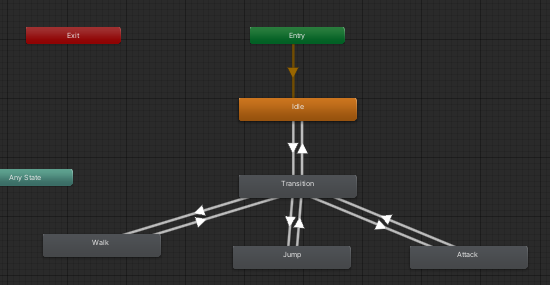 Exit
Entry
Idle
Any State
Transition
Walk
Jump
Attack